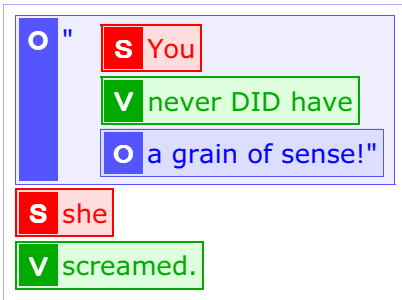 O " S You
V never DID have
O a grain of sense!"
S she
V screamed.